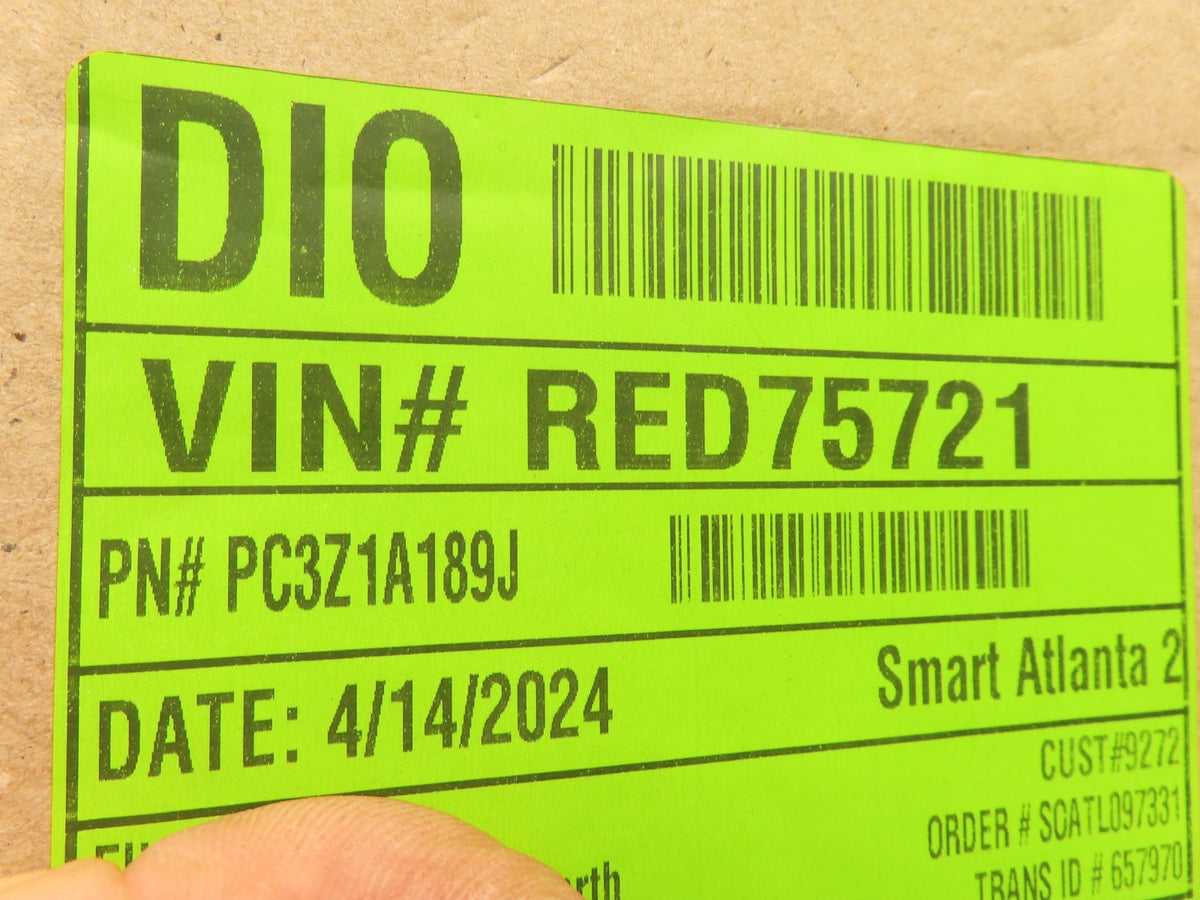 DIO
VIN# RED75721
PN# PC3Z1A189J
DATE: 4/14/2024
Smart Atlanta 2
CUST#9272
ORDER # SOATL097331
TRANS ID # 657970